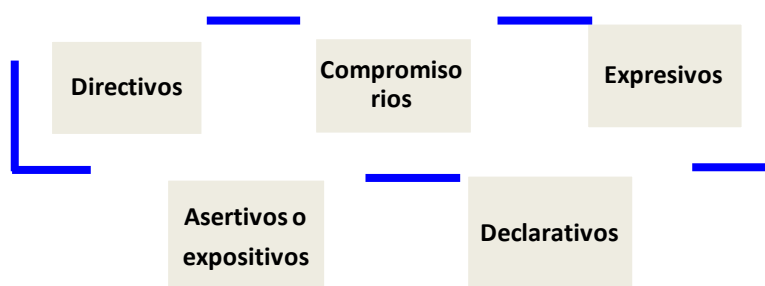 Directivos
Compromiso
rios
Expresivos
Asertivos o
expositivos
Declarativos